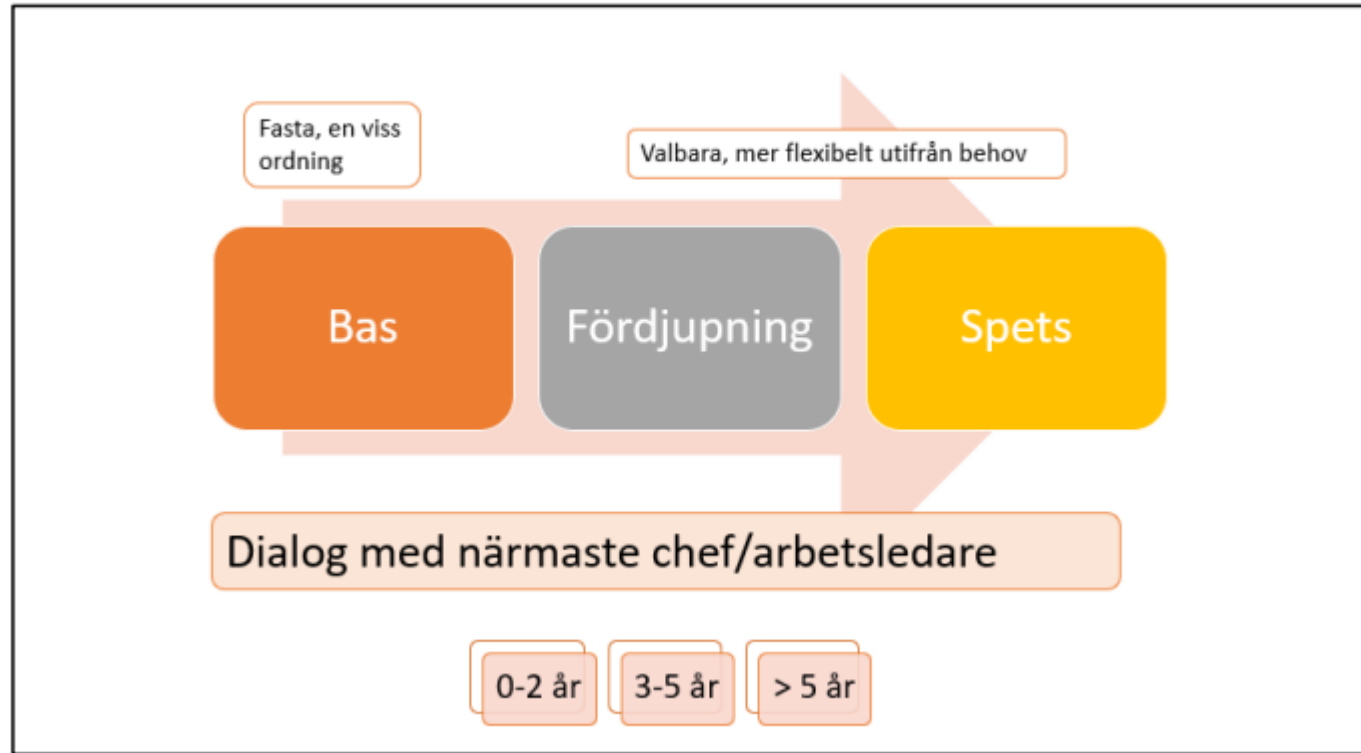 Fasta, en viss
ordning
Valbara, mer flexibelt utifrån behov
Bas
Fördjupning
Spets
Dialog med närmaste chef/arbetsledare
0-2 år
3-5 år
> 5 år